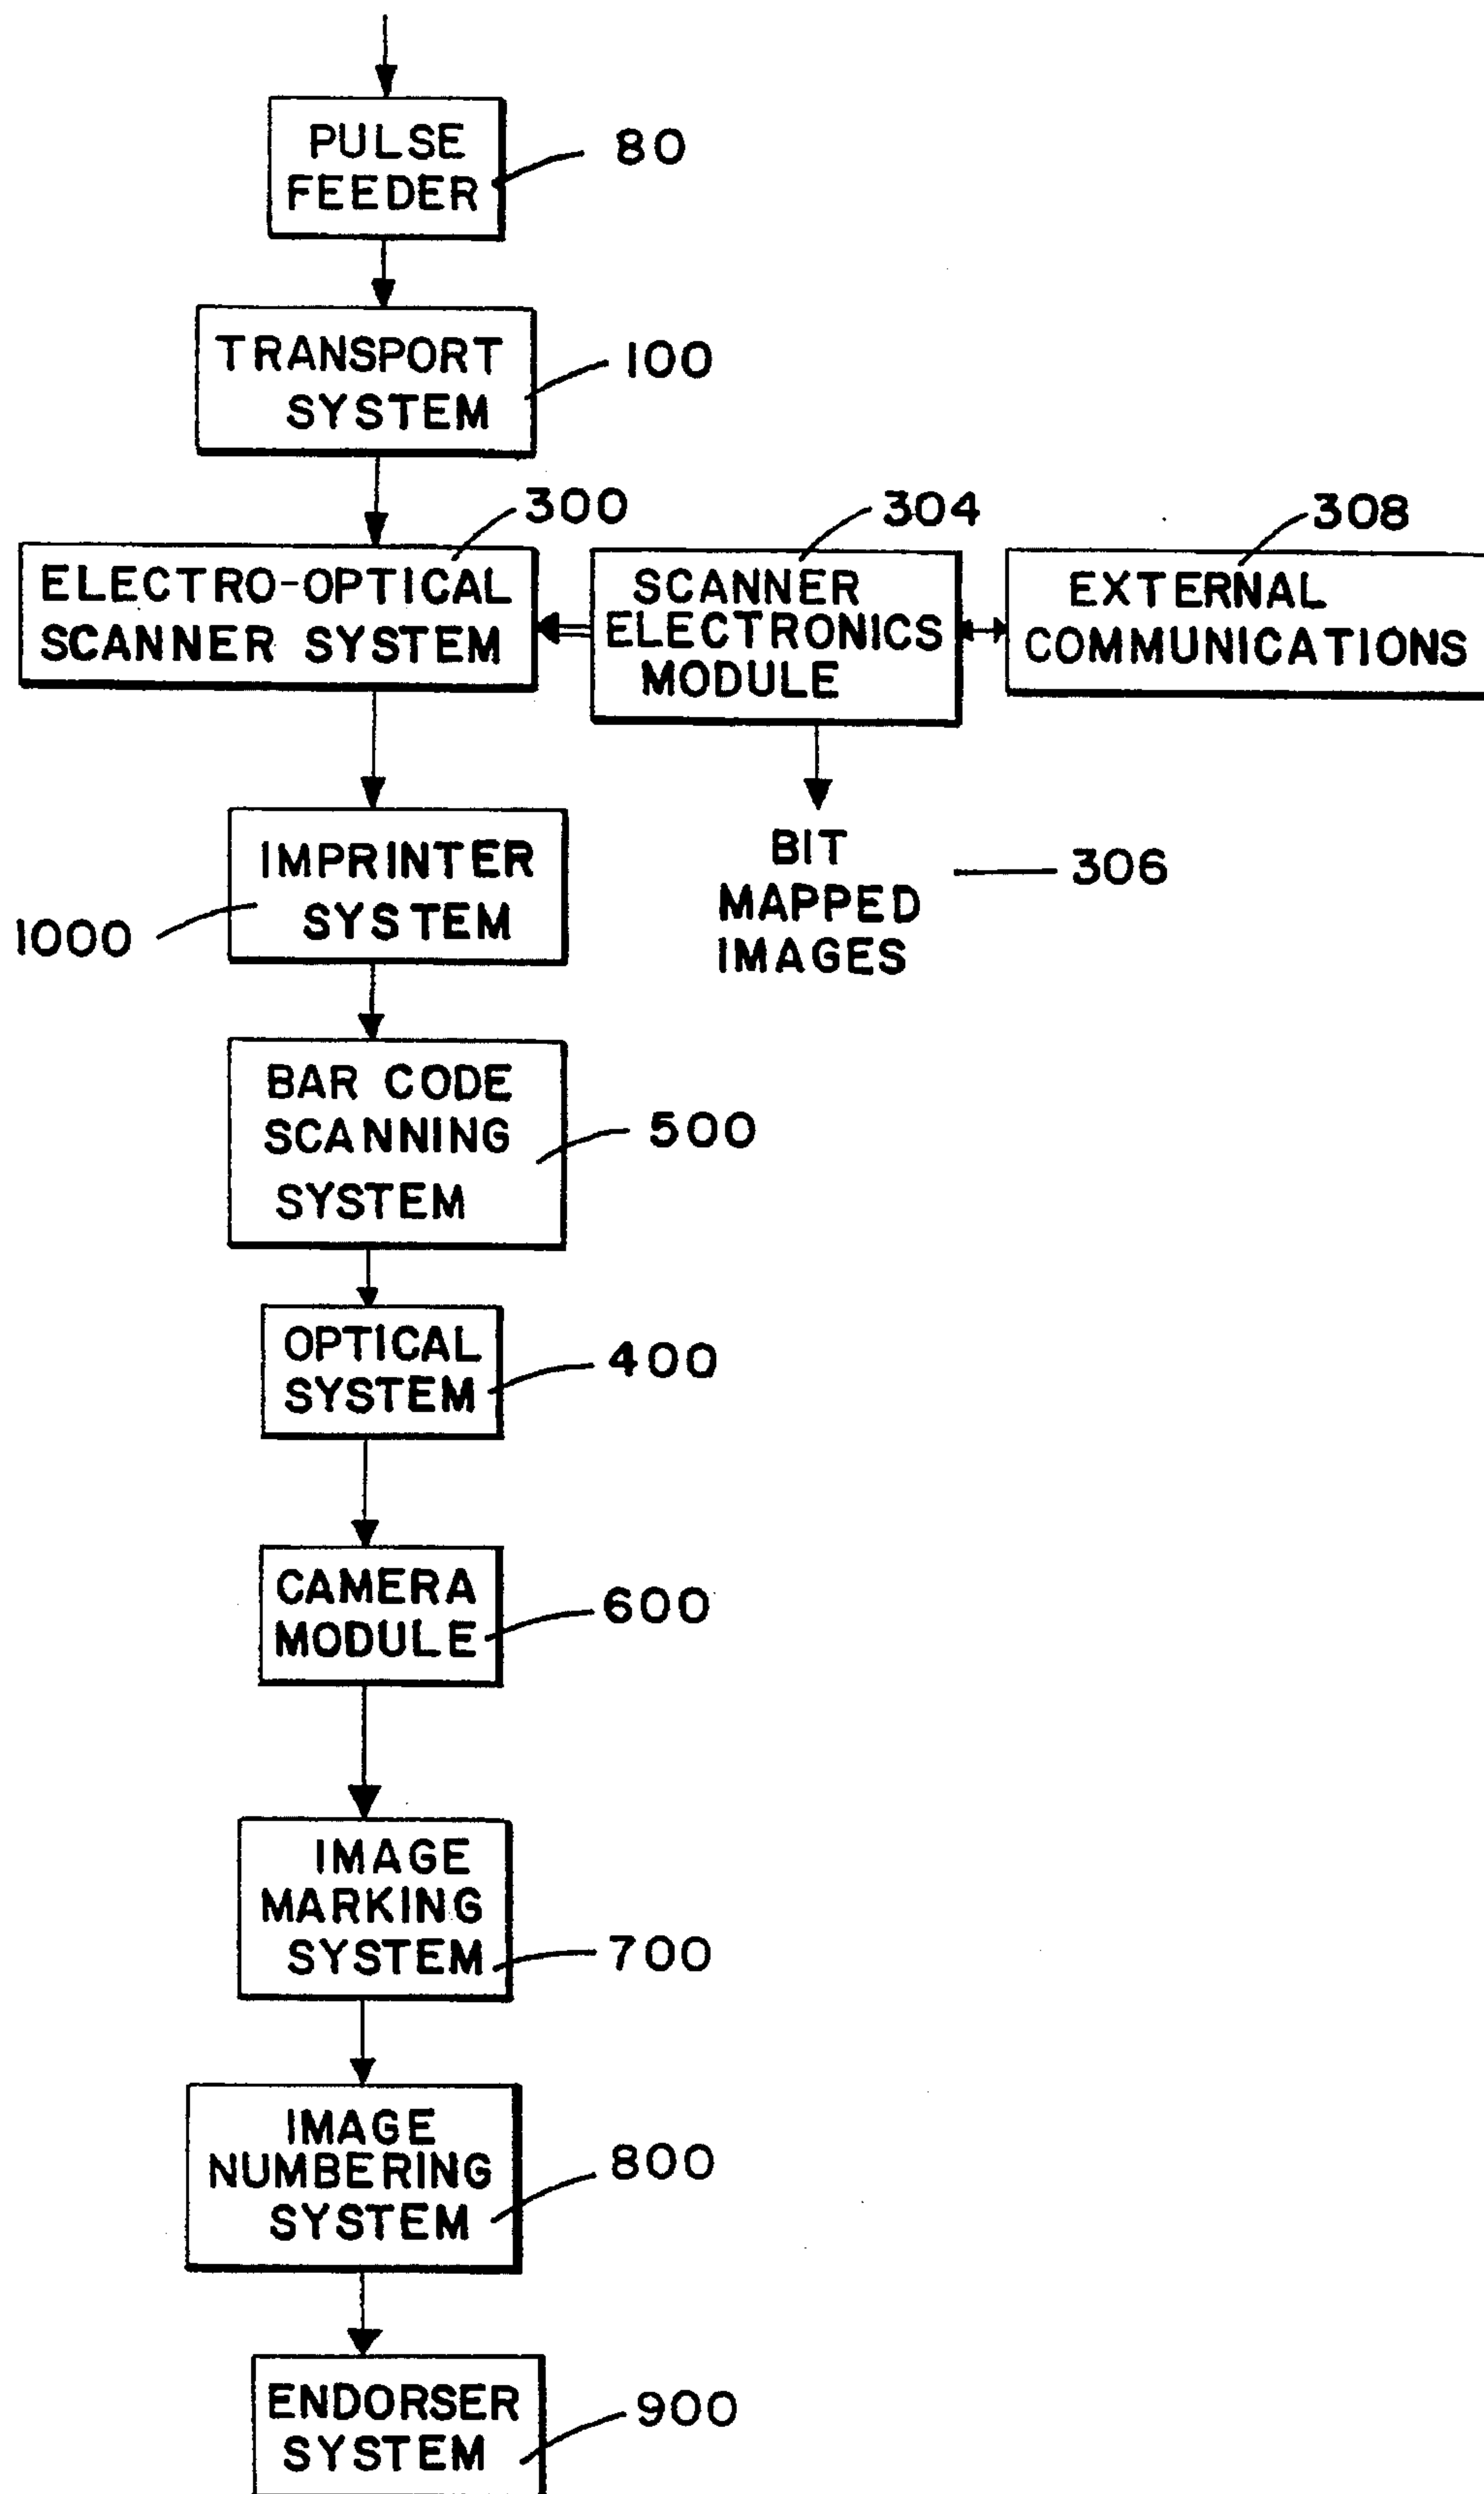 PULSE
FEEDER
80
TRANSPORT
SYSTEM
100
300
ELECTRO-OPTICAL
SCANNER SYSTEM
304
SCANNER
ELECTRONICS
MODULE
308
EXTERNAL
COMMUNICATIONS
IMPRINTER
SYSTEM
1000
BIT
MAPPED
IMAGES
306
BAR CODE
SCANNING
SYSTEM
500
OPTICAL
SYSTEM
400
CAMERA
MODULE
600
IMAGE
MARKING
SYSTEM
700
IMAGE
NUMBERING
SYSTEM
800
ENDORSER
SYSTEM
900